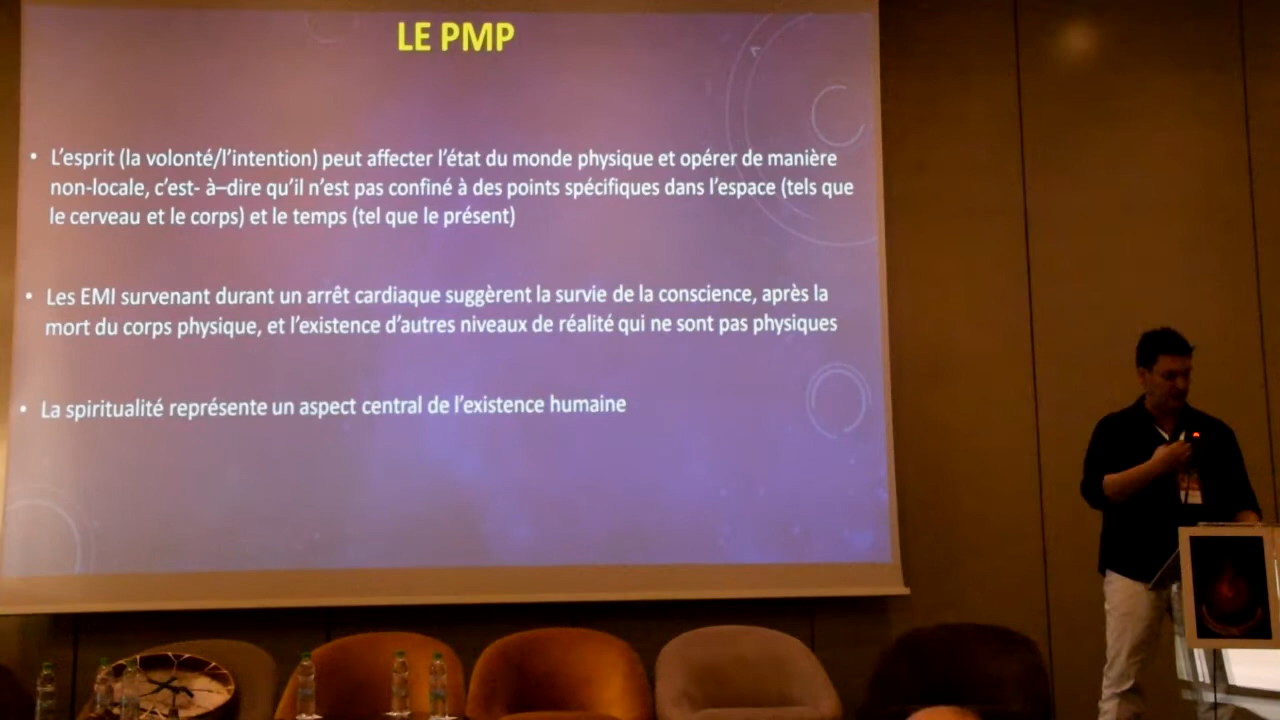 LE PMP
• L'esprit (la volonté/l'intention) peut affecter l'état du monde physique et opérer de manière
non-locale, c'est- à–dire qu'il n'est pas confiné à des points spécifiques dans l'espace (tels que
le cerveau et le corps) et le temps (tel que le présent)
• Les EMI survenant durant un arrêt cardiaque suggèrent la survie de la conscience, après la
mort du corps physique, et l'existence d'autres niveaux de réalité qui ne sont pas physiques
• La spiritualité représente un aspect central de l'existence humaine